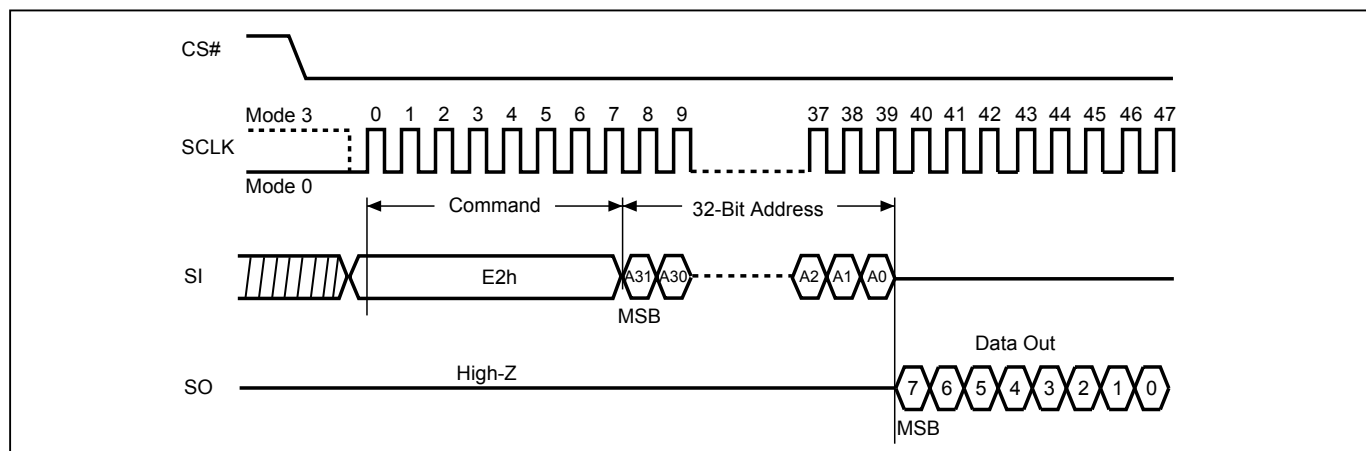 CS#
Mode 3
0 1 2 3 4 5 6 7 8 9 37 38 39 40 41 42 43 44 45 46 47
SCLK
Mode 0
Command 32-Bit Address
SI E2h A31 A30 A2 A1 A0
MSB
Data Out
High-Z
SO 7 6 5 4 3 2 1 0
MSB